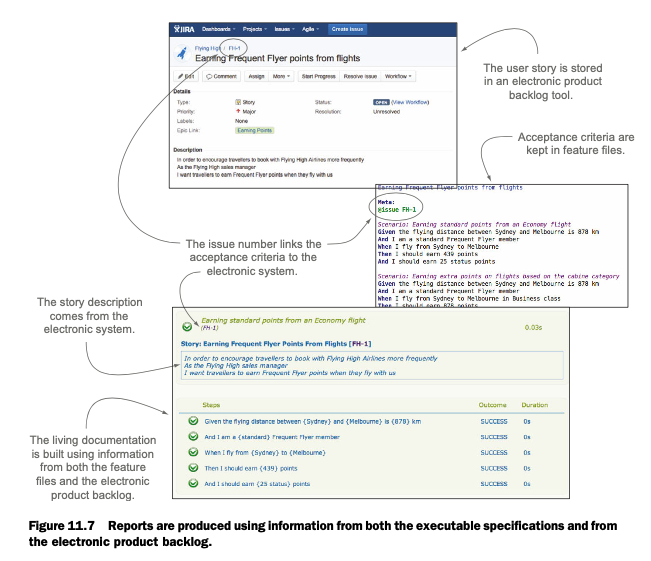 JIRA Dashboards Projects Issues Agile Create issue
Flying High / FH-1
Earning Frequent Flyer points from flights
Edit Comment Assign More Start Progress Resolve Issue Workflow
Details
Type: Story Status: OPEN (View Workflow)
Priority: Major Resolution: Unresolved
Labels: None
Epic Link: Earning Points
Description
In order to encourage travellers to book with Flying High Airlines more frequently
As the Flying High sales manager
I want travellers to earn Frequent Flyer points when they fly with us
The user story is stored
in an electronic product
backlog tool.
Acceptance criteria are
kept in feature files.
Earning Frequent Flyer points from flights
Meta:
@issue FH-1
Scenario: Earning standard points from an Economy flight
Given the flying distance between Sydney and Melbourne is 878 km
And I am a standard Frequent Flyer member
When I fly from Sydney to Melbourne
Then I should earn 439 points
And I should earn 25 status points
Scenario: Earning extra points on flights based on the cabine category
Given the flying distance between Sydney and Melbourne is 878 km
And I am a standard Frequent Flyer member
When I fly from Sydney to Melbourne in Business class
Then I should earn 878 points
The issue number links the
acceptance criteria to the
electronic system.
The story description
comes from the
electronic system.
Earning standard points from an Economy flight
(FH-1) 0.03s
Story: Earning Frequent Flyer Points From Flights [FH-1]
In order to encourage travellers to book with Flying High Airlines more frequently
As the Flying High sales manager
I want travellers to earn Frequent Flyer points when they fly with us
Steps Outcome Duration
Given the flying distance between {Sydney} and {Melbourne} is {878} km SUCCESS 0s
And I am a {standard} Frequent Flyer member SUCCESS 0s
When I fly from {Sydney} to {Melbourne} SUCCESS 0s
Then I should earn {439} points SUCCESS 0s
And I should earn {25 status} points SUCCESS 0s
The living documentation
is built using information
from both the feature
files and the electronic
product backlog.
Figure 11.7 Reports are produced using information from both the executable specifications and from
the electronic product backlog.